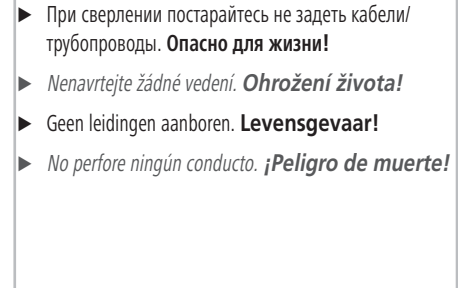 ► При сверлении постарайтесь не задеть кабели/
трубопроводы. Опасно для жизни!
► Nenavrtejte žádné vedení. Ohrožení života!
► Geen leidingen aanboren. Levensgevaar!
► No perfore ningún conducto. ¡Peligro de muerte!